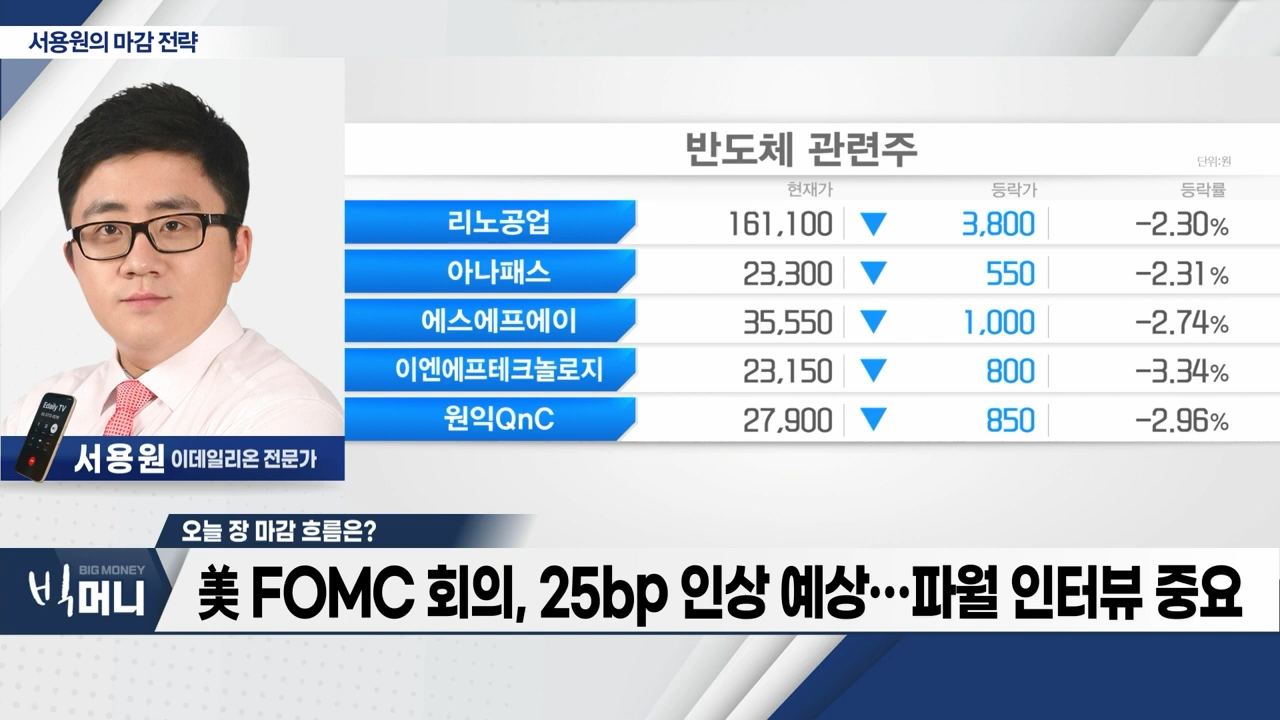 서용원의 마감 전략
반도체 관련주
단위:원
현재가 등락가 등락률
리노공업 161,100 ▼ 3,800 -2.30%
아나패스 23,300 ▼ 550 -2.31%
에스에프에이 35,550 ▼ 1,000 -2.74%
이엔에프테크놀로지 23,150 ▼ 800 -3.34%
원익QnC 27,900 ▼ 850 -2.96%
Edaily TV
서용원 이데일리온 전문가
오늘 장 마감 흐름은?
BIG MONEY
빅머니
美 FOMC 회의, 25bp 인상 예상…파월 인터뷰 중요